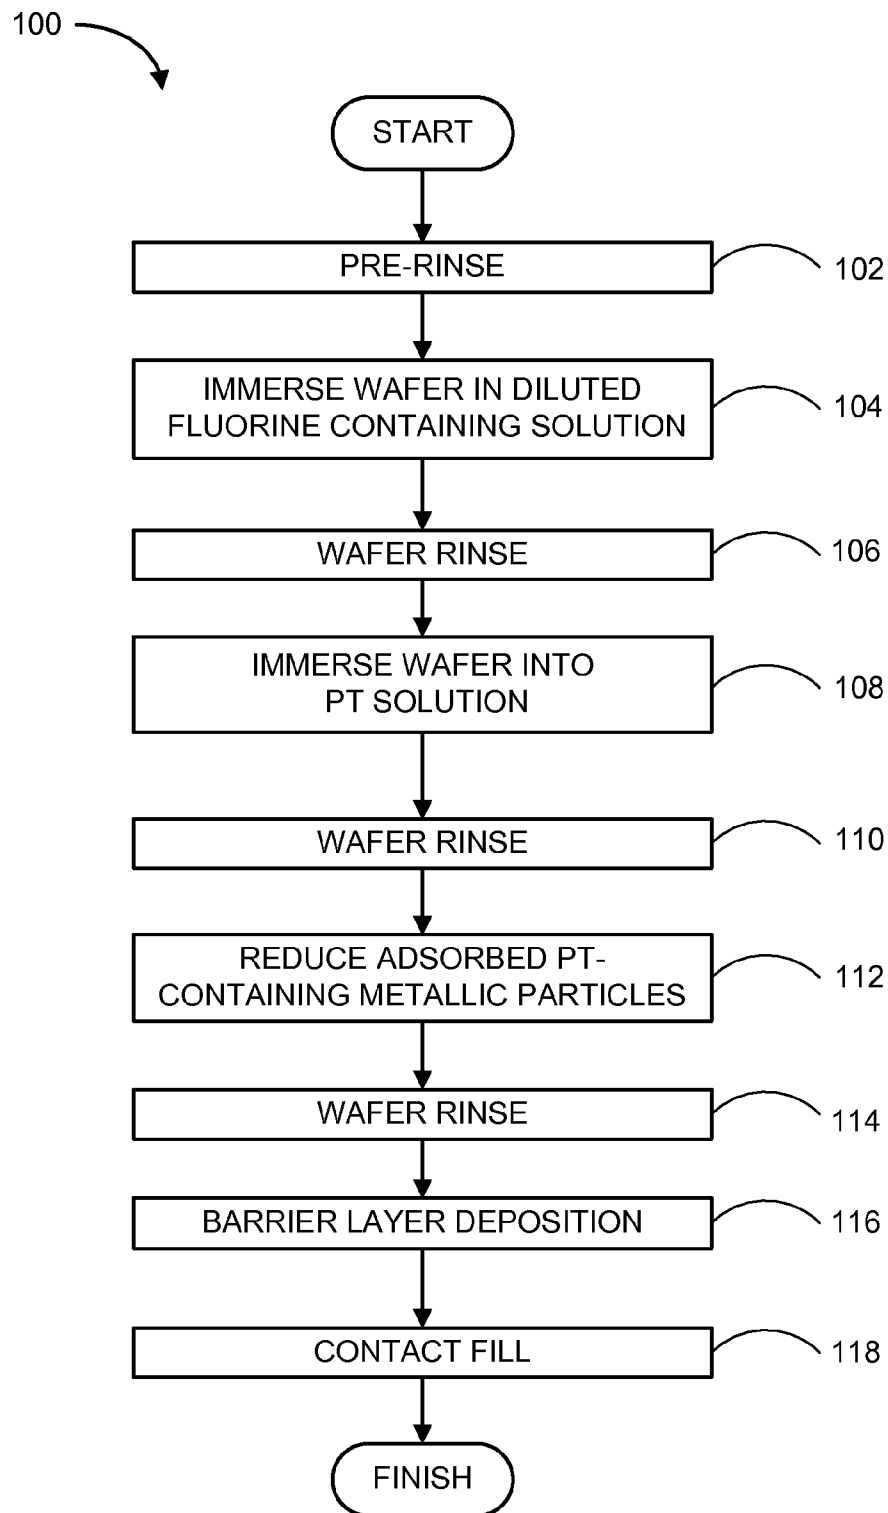 100
START
PRE-RINSE
102
IMMERSE WAFER IN DILUTED
FLUORINE CONTAINING SOLUTION
104
WAFER RINSE
106
IMMERSE WAFER INTO
PT SOLUTION
108
WAFER RINSE
110
REDUCE ADSORBED PT-
CONTAINING METALLIC PARTICLES
112
WAFER RINSE
114
BARRIER LAYER DEPOSITION
116
CONTACT FILL
118
FINISH